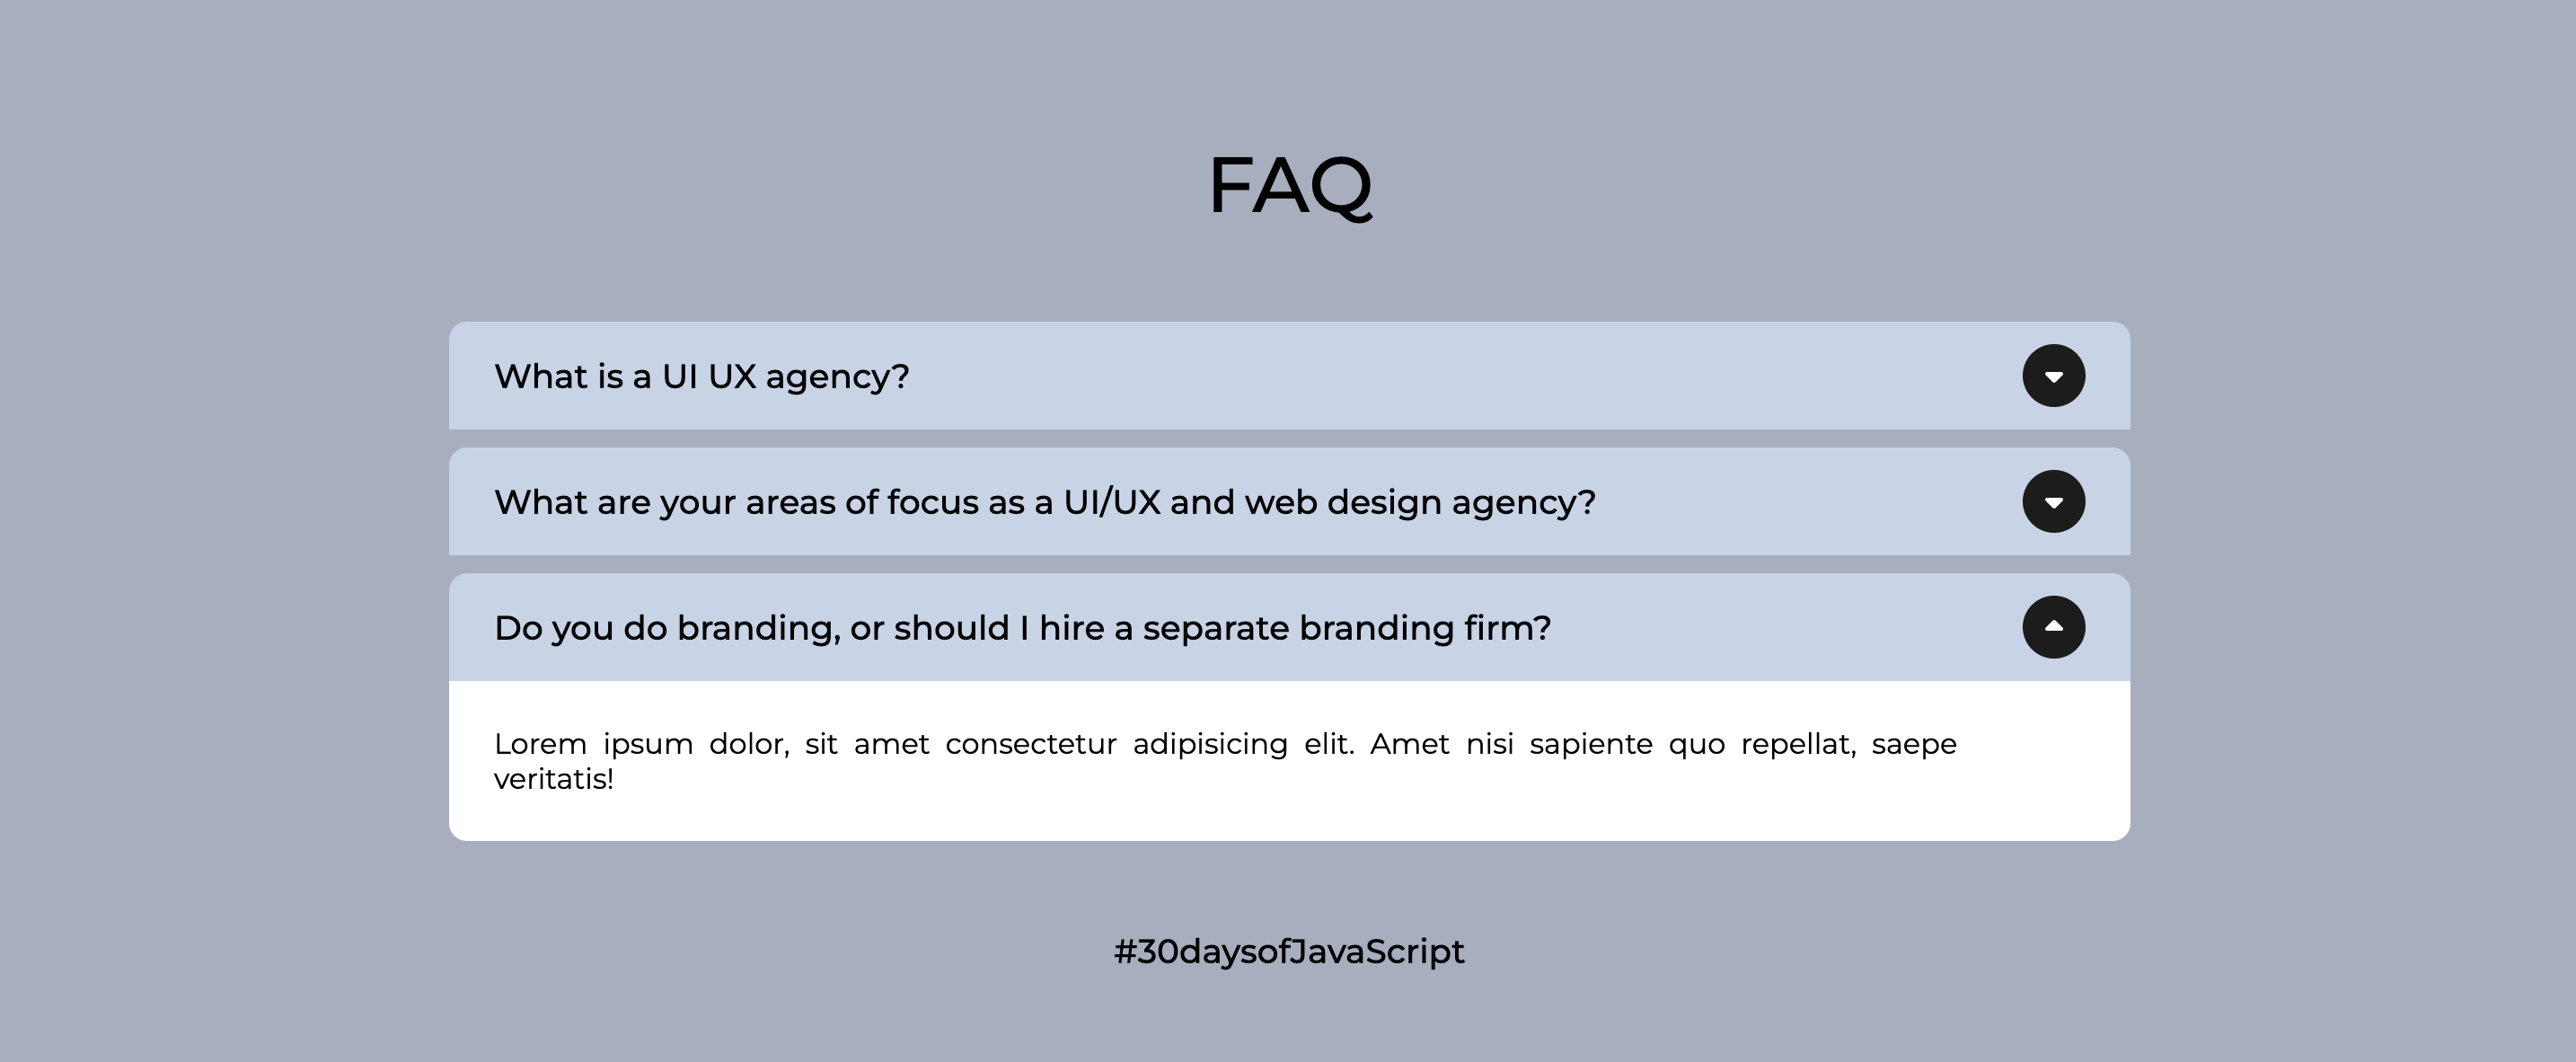 FAQ
What is a UI UX agency?
What are your areas of focus as a UI/UX and web design agency?
Do you do branding, or should I hire a separate branding firm?
Lorem ipsum dolor, sit amet consectetur adipisicing elit. Amet nisi sapiente quo repellat, saepe
veritatis!
#30daysofJavaScript